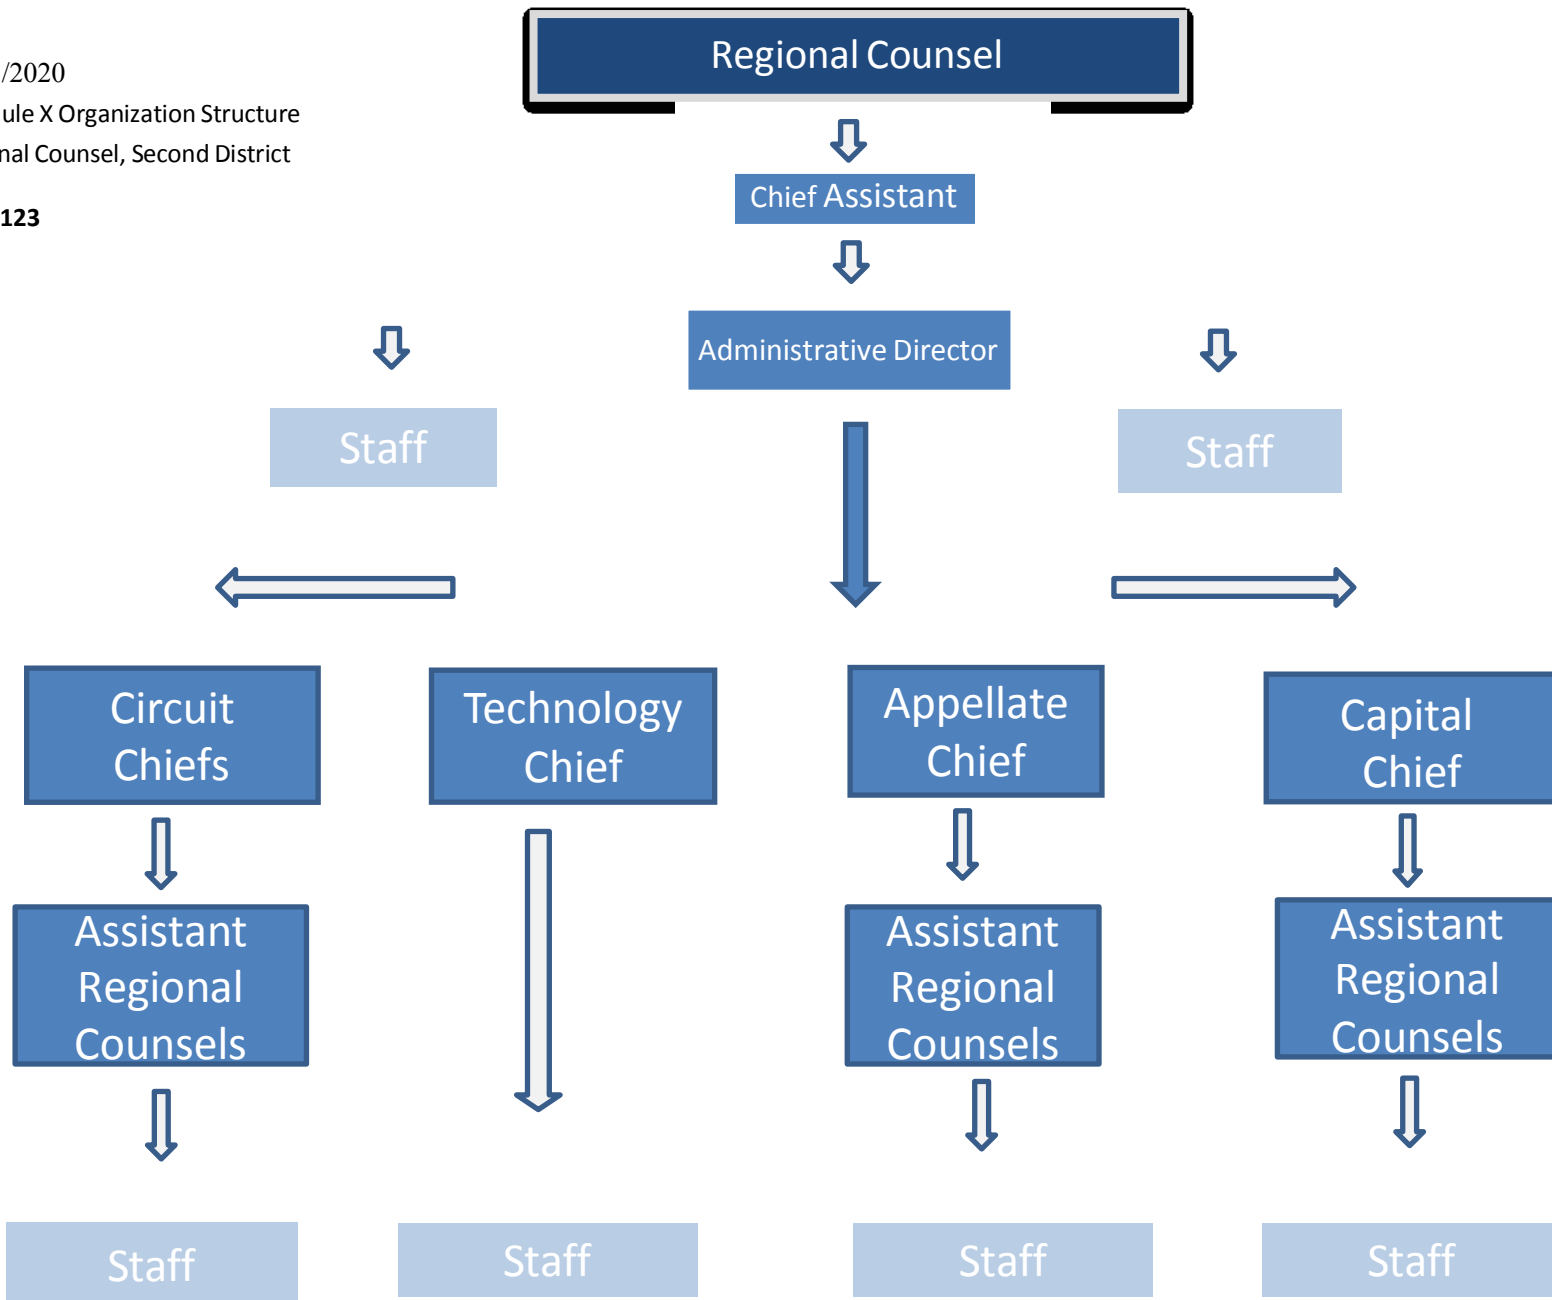 Regional Counsel
/2020
ule X Organization Structure
nal Counsel, Second District
123
Chief Assistant
Administrative Director
Staff
Staff
Circuit
Chiefs
Technology
Chief
Appellate
Chief
Capital
Chief
Assistant
Regional
Counsels
Assistant
Regional
Counsels
Assistant
Regional
Counsels
Staff
Staff
Staff
Staff